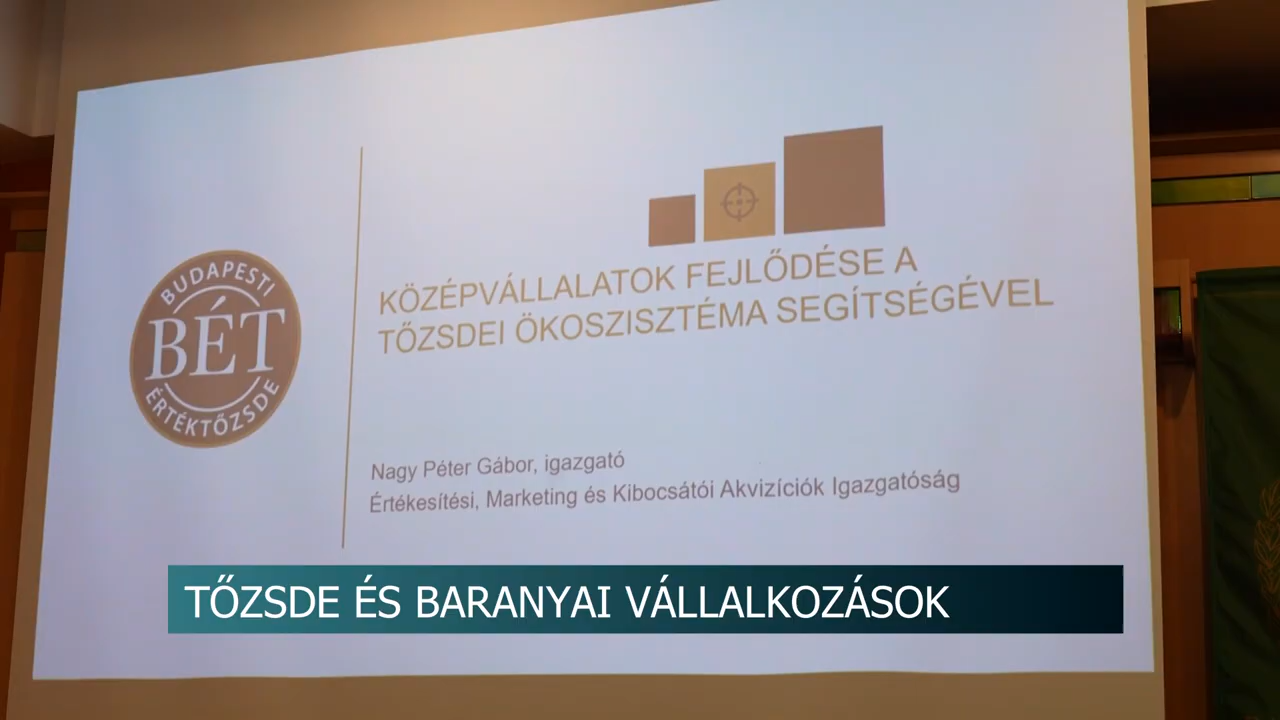 BUDAPESTI
BÉT
ÉRTÉKTŐZSDE
KÖZÉPVÁLLALATOK FEJLŐDÉSE A
TŐZSDEI ÖKOSZISZTÉMA SEGÍTSÉGÉVEL
Nagy Péter Gábor, igazgató
Értékesítési, Marketing és Kibocsátói Akvizíciók Igazgatóság
TŐZSDE ÉS BARANYAI VÁLLALKOZÁSOK